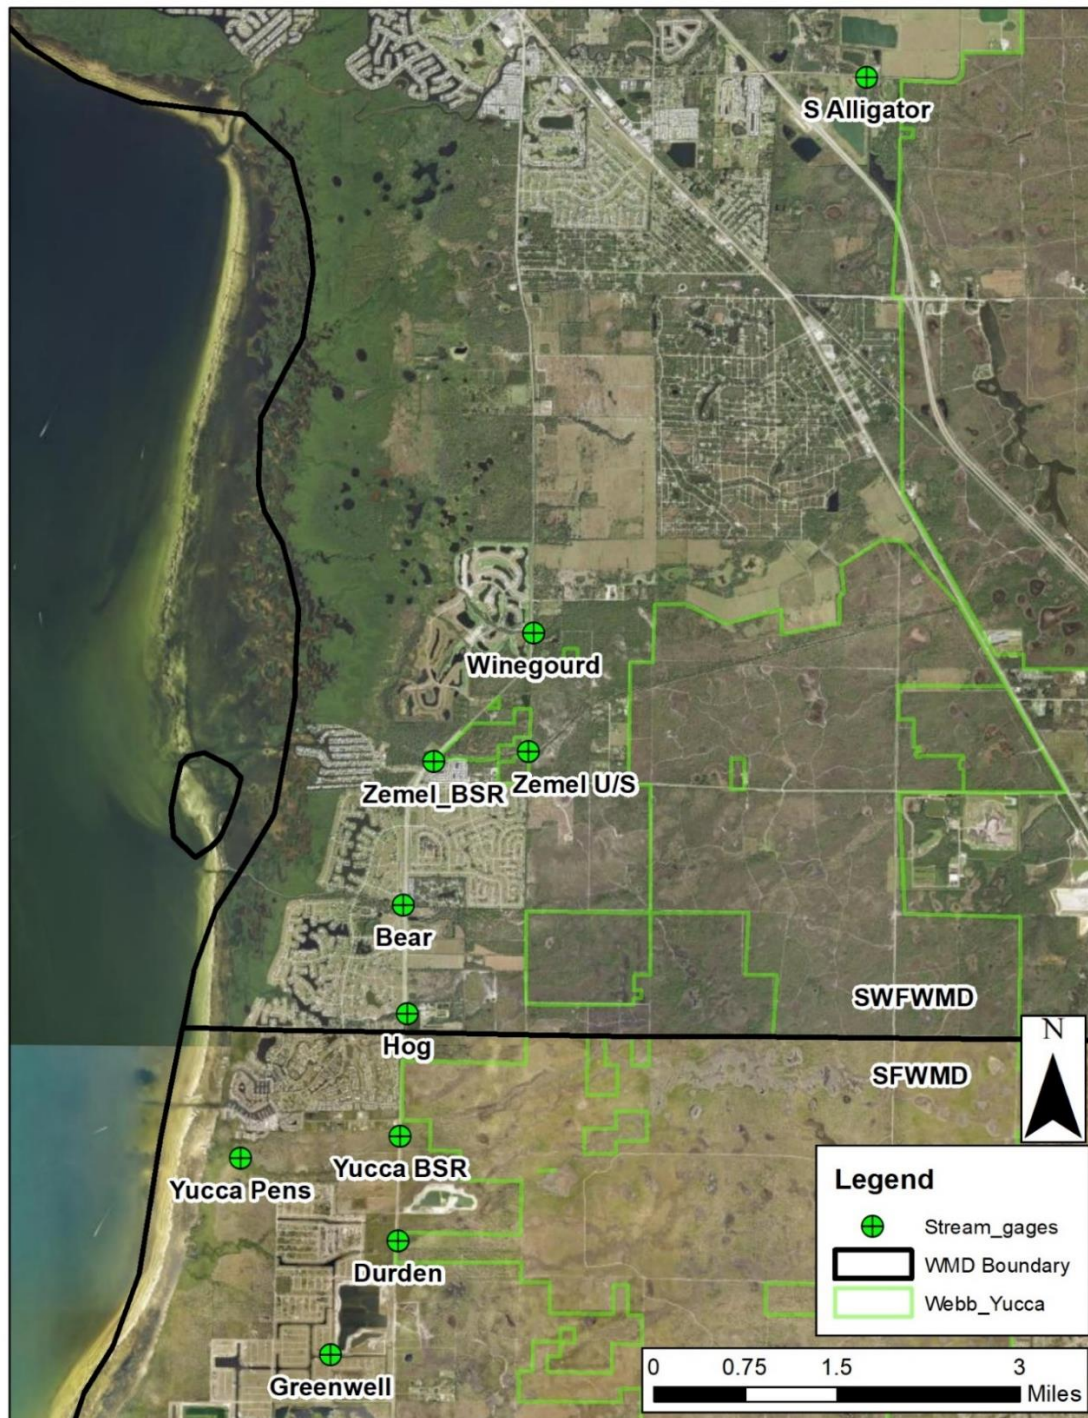 S Alligator
Winegourd
Zemel U/S
Zemel_BSR
Bear
SWFWMD
Hog
N
SFWMD
Yucca BSR
Yucca Pens
Legend
Stream_gages
WMD Boundary
Webb_Yucca
Durden
Greenwell
0 0.75 1.5 3
Miles